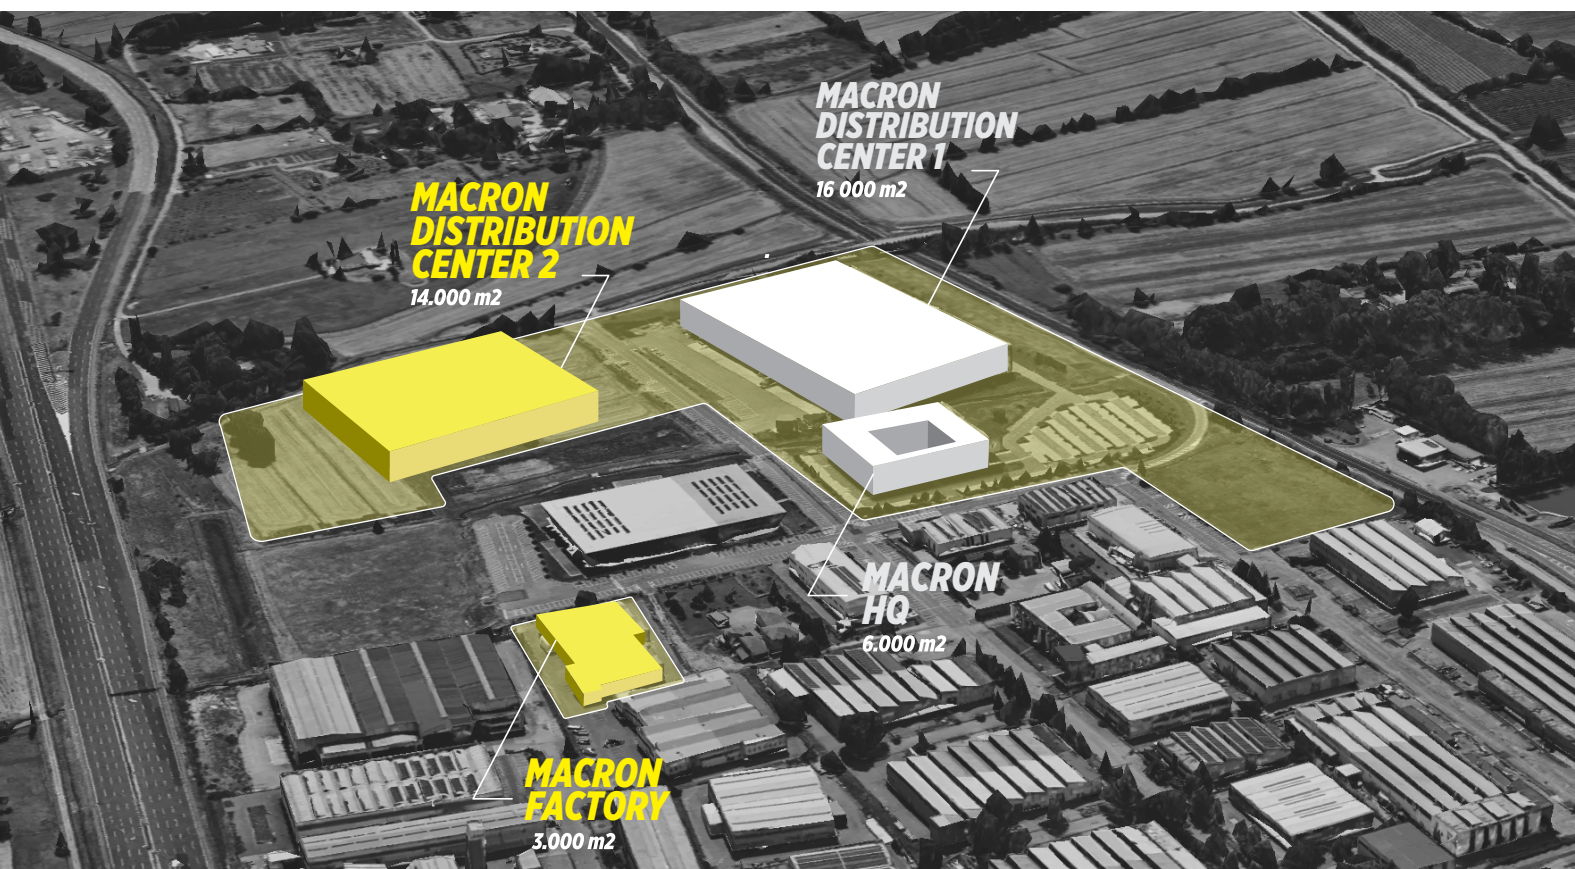 MACRON
DISTRIBUTION
CENTER 1
16 000 m2
MACRON
DISTRIBUTION
CENTER 2
14.000 m2
MACRON
HQ
6.000 m2
MACRON
FACTORY
3.000 m2